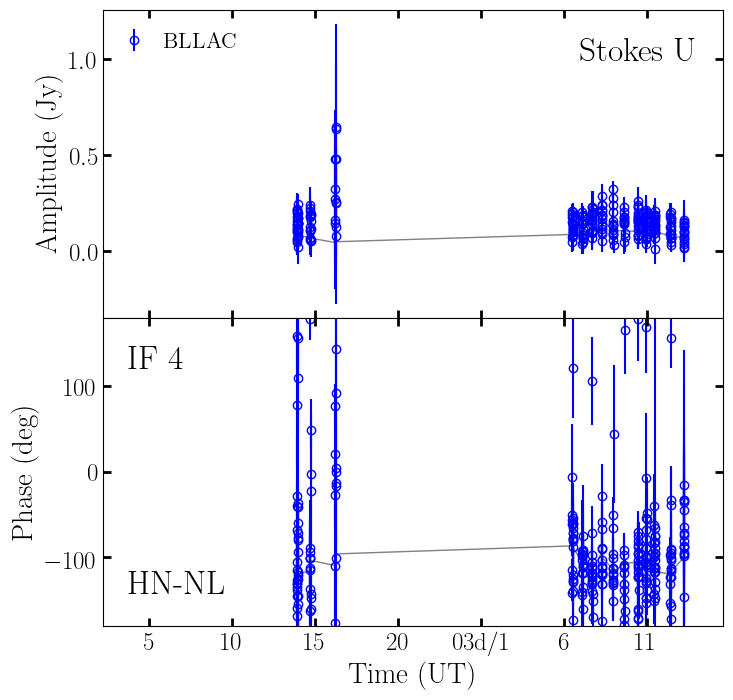 BLLAC
Stokes U
1.0
0.5
0.0
Amplitude (Jy)
IF 4
100
0
−100
Phase (deg)
HN-NL
5 10 15 20 03d/1 6 11
Time (UT)